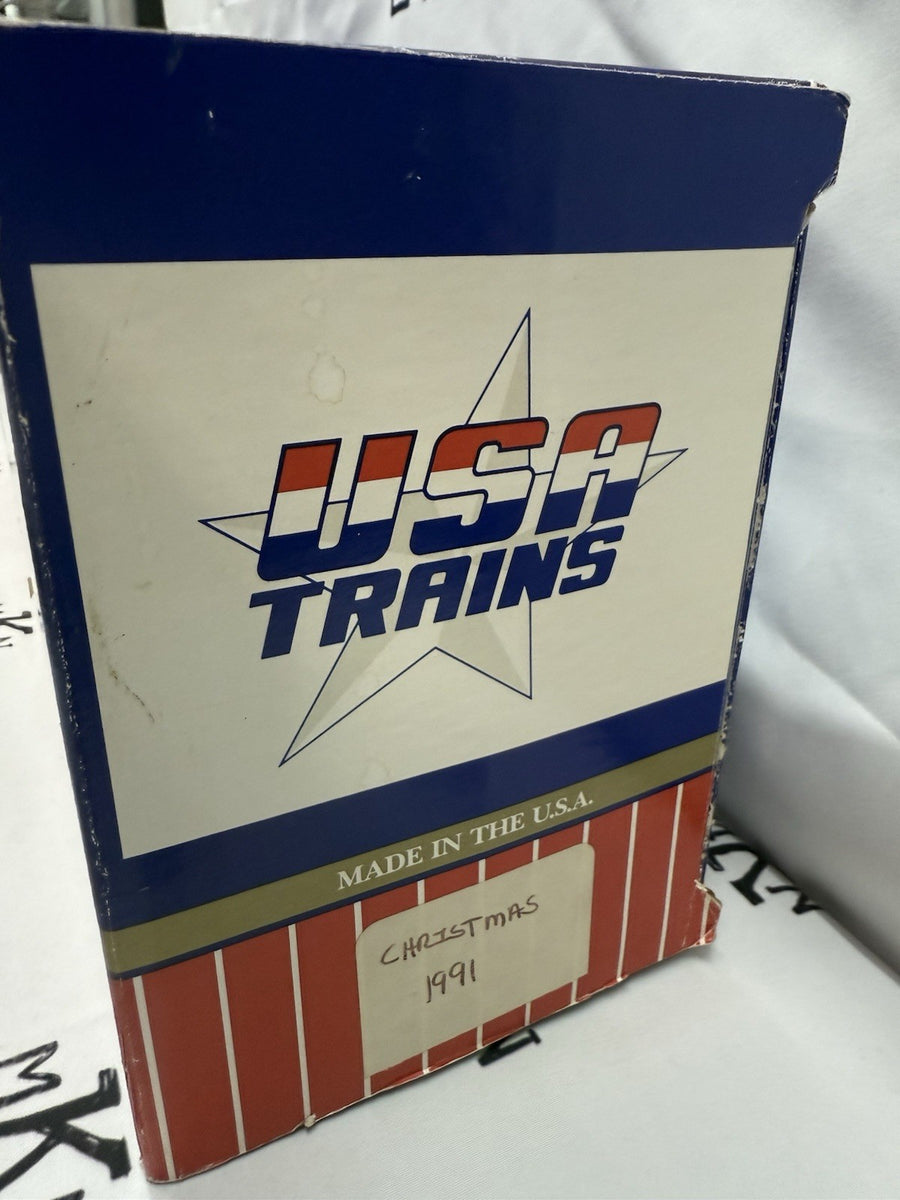 USA
TRAINS
MADE IN THE U.S.A.
CHRISTMAS
1991